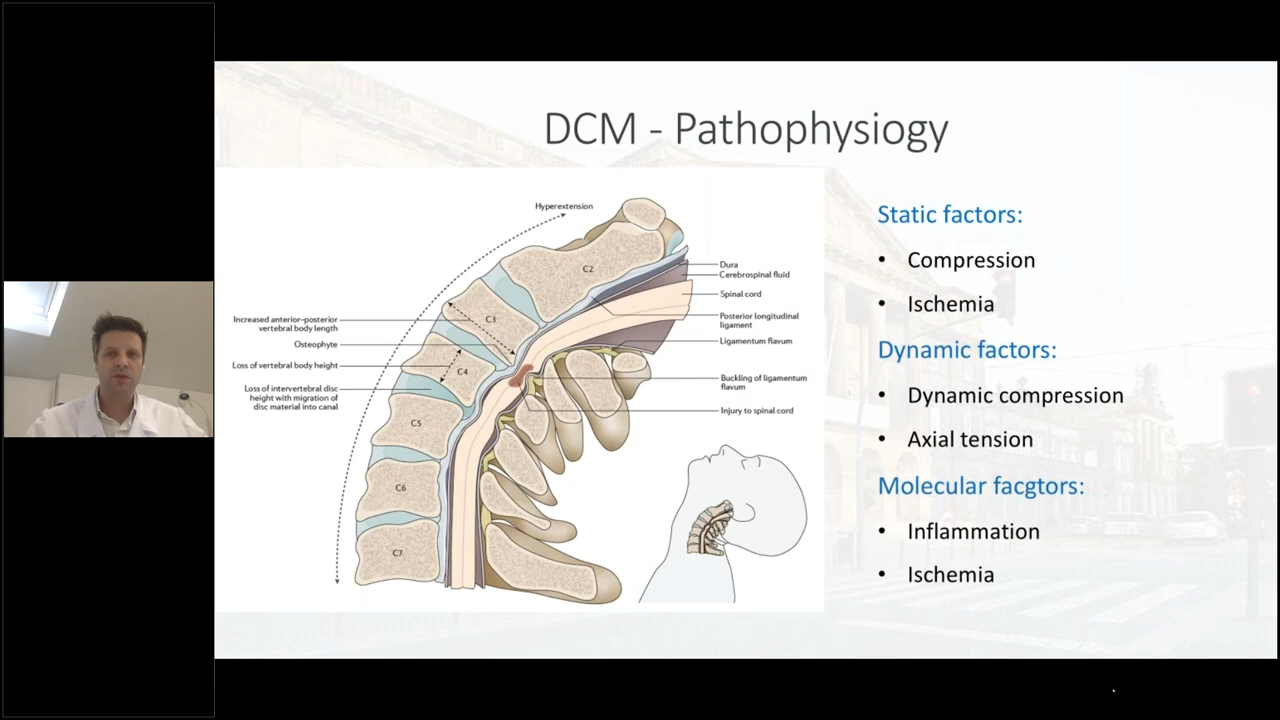 DCM - Pathophysiogy
Hyperextension
C2
C3
C4
C5
C6
C7
Increased anterior–posterior
vertebral body length
Osteophyte
Loss of vertebral body height
Loss of intervertebral disc
height with migration of
disc material into canal
Dura
Cerebrospinal fluid
Spinal cord
Posterior longitudinal
ligament
Ligamentum flavum
Buckling of ligamentum
flavum
Injury to spinal cord
Static factors:
• Compression
• Ischemia
Dynamic factors:
• Dynamic compression
• Axial tension
Molecular facgtors:
• Inflammation
• Ischemia